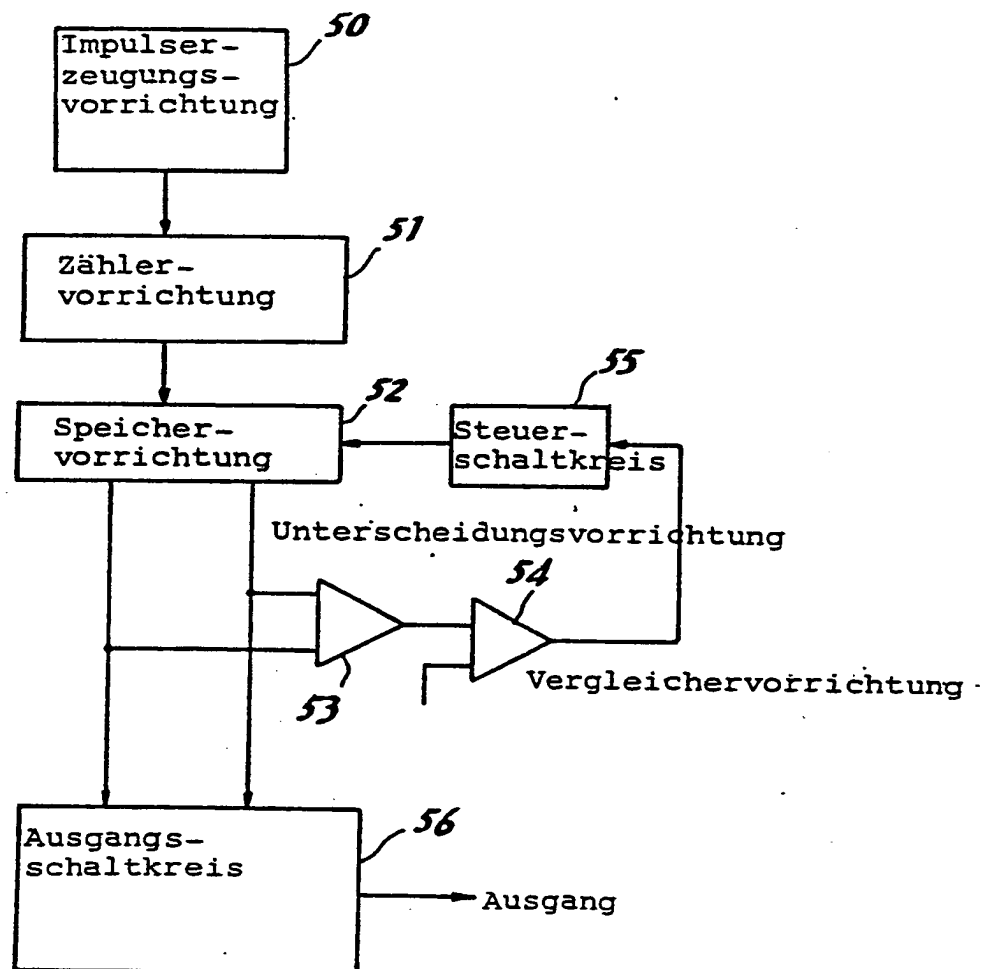 50
Impulser-
zeugungs-
vorrichtung
51
Zähler-
vorrichtung
52
Speicher-
vorrichtung
55
Steuer-
schaltkreis
Unterscheidungsvorrichtung
54
53
Vergleichervorrichtung
56
Ausgangs-
schaltkreis
Ausgang